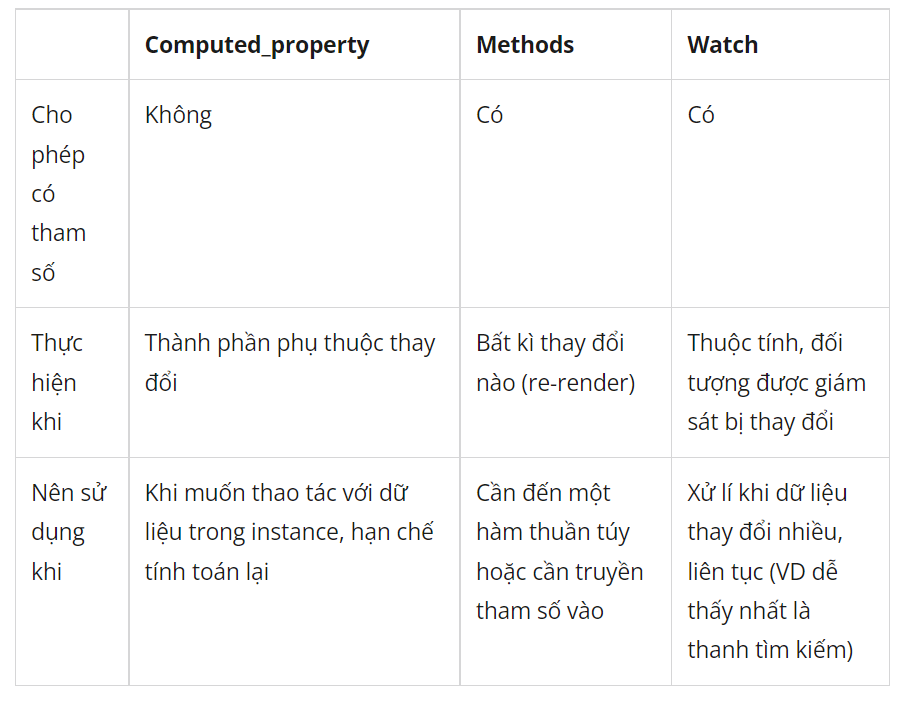 Computed_property
Methods
Watch
Cho
phép
có
tham
số
Không
Có
Có
Thực
hiện
khi
Thành phần phụ thuộc thay
đổi
Bất kì thay đổi
nào (re-render)
Thuộc tính, đối
tượng được giám
sát bị thay đổi
Nên sử
dụng
khi
Khi muốn thao tác với dữ
liệu trong instance, hạn chế
tính toán lại
Cần đến một
hàm thuần túy
hoặc cần truyền
tham số vào
Xử lí khi dữ liệu
thay đổi nhiều,
liên tục (VD dễ
thấy nhất là
thanh tìm kiếm)